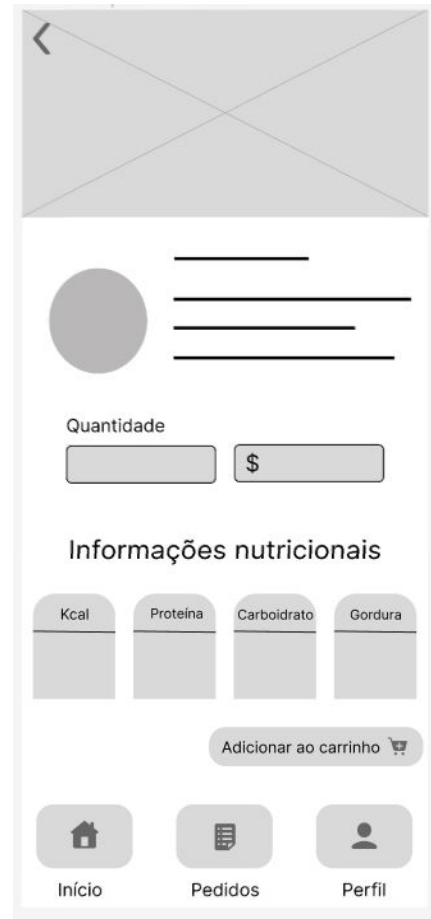 Quantidade
$
Informações nutricionais
Kcal Proteína Carboidrato Gordura
Adicionar ao carrinho
Início Pedidos Perfil